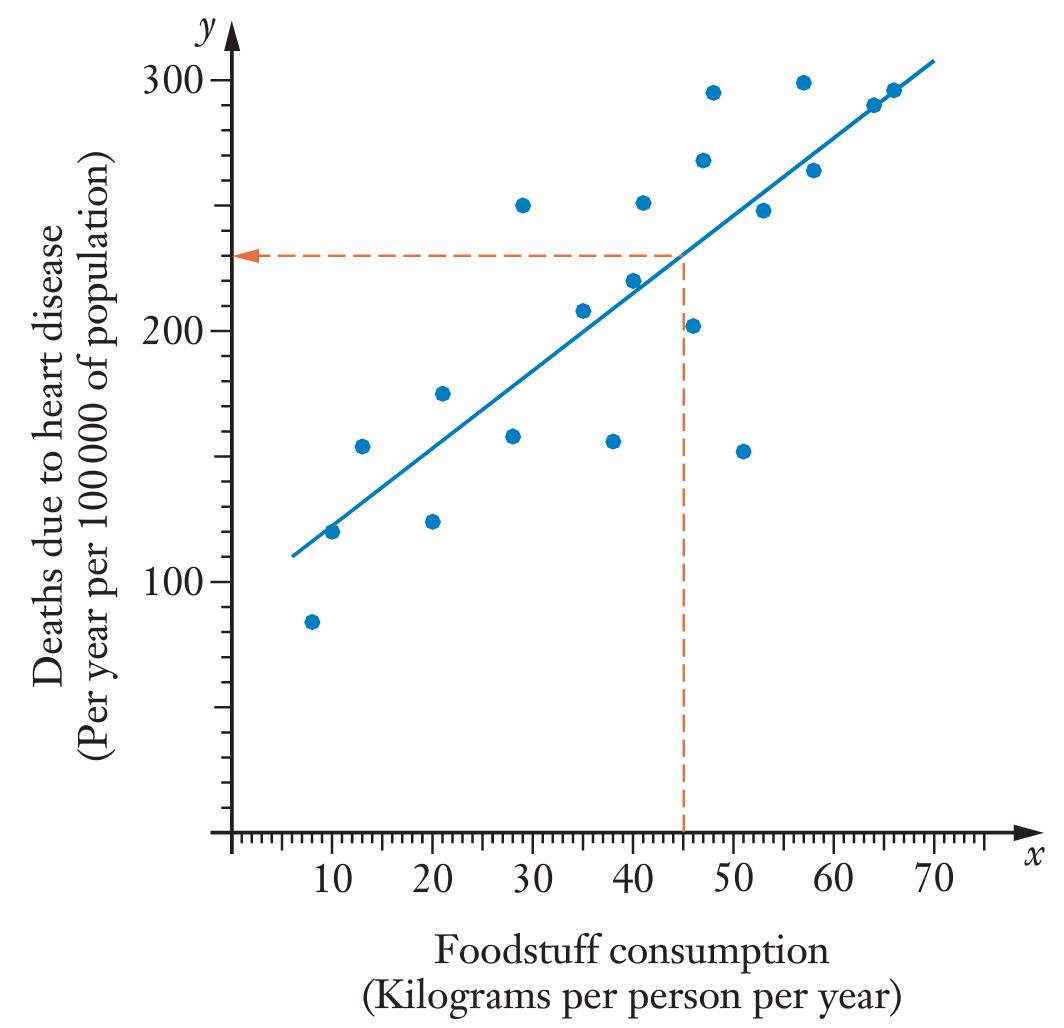 y
300
200
100
Deaths due to heart disease
(Per year per 100 000 of population)
10 20 30 40 50 60 70
x
Foodstuff consumption
(Kilograms per person per year)